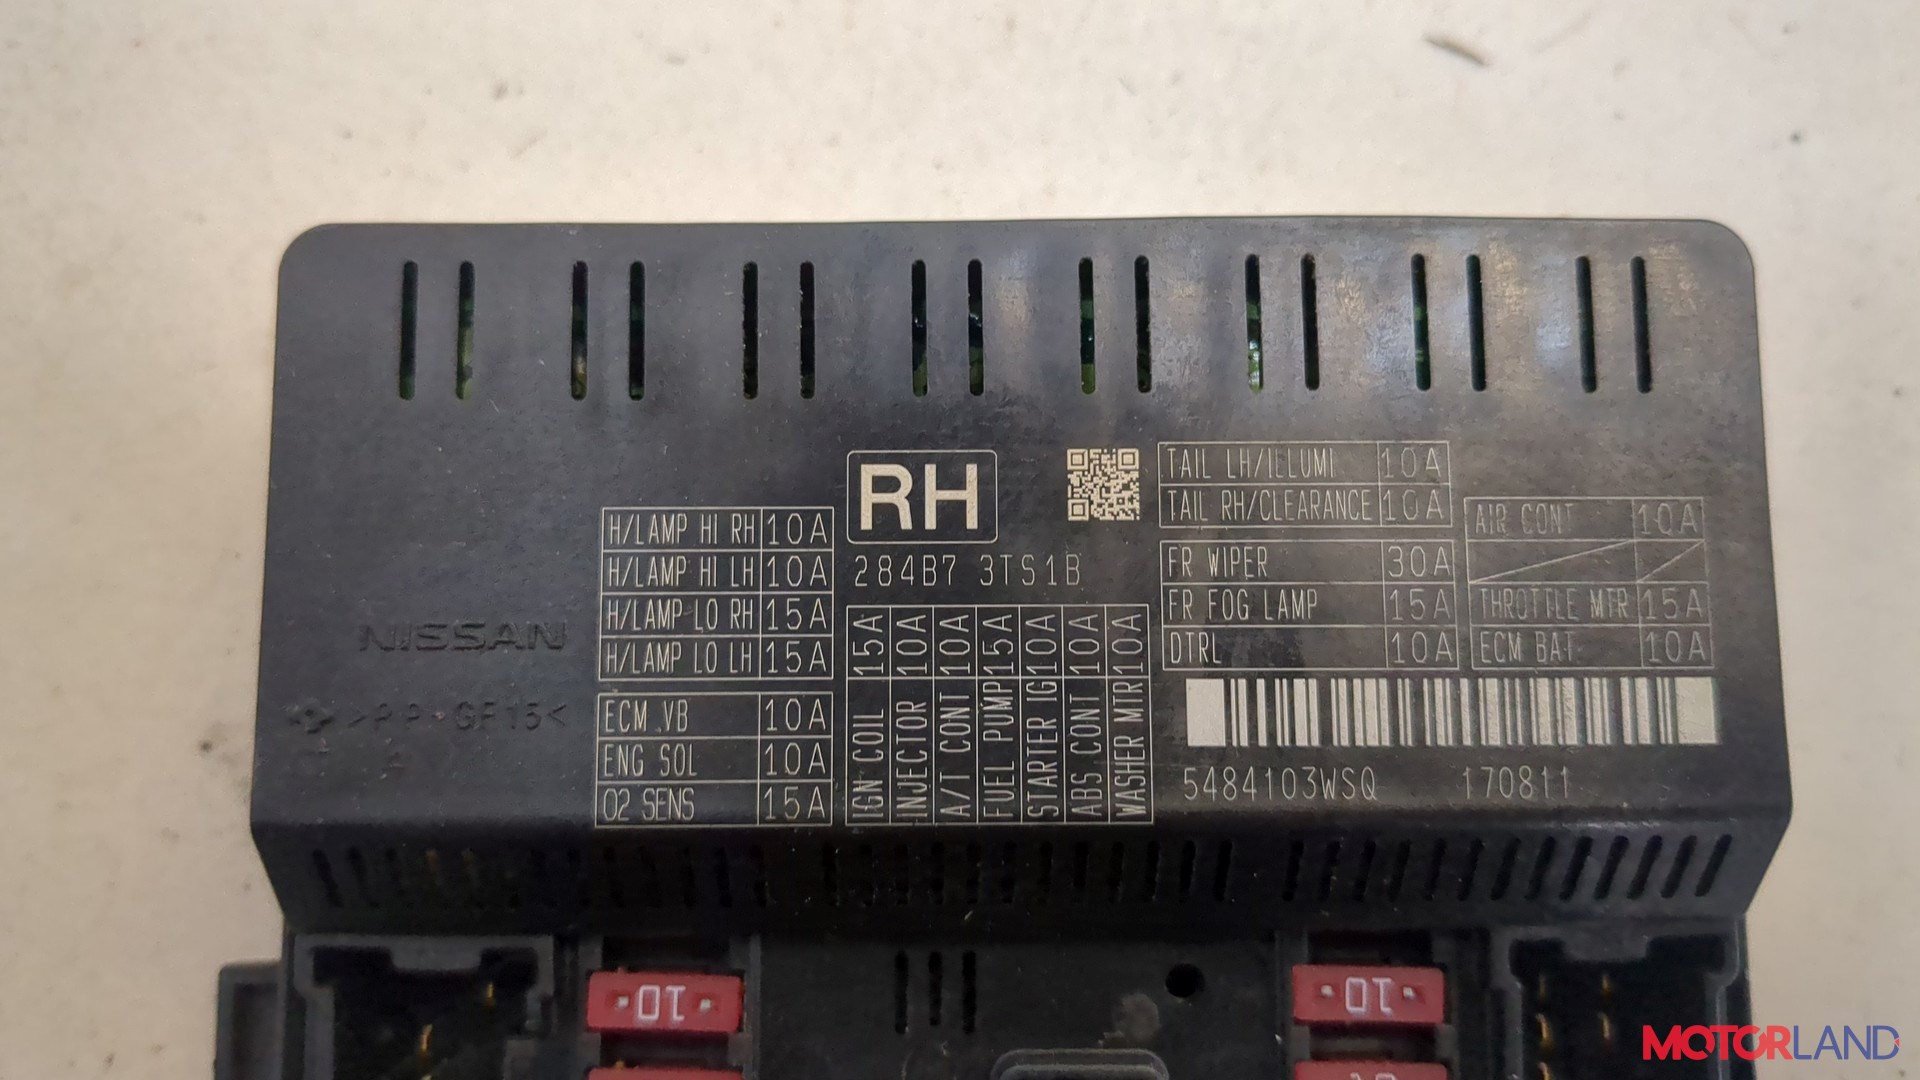 RH
284B7 3TS1B
H/LAMP HI RH 10A
H/LAMP HI LH 10A
H/LAMP LO RH 15A
H/LAMP LO LH 15A
ECM VB 10A
ENG SOL 10A
O2 SENS 15A
NISSAN
>PP-GF15<
IGN COIL 15A
INJECTOR 10A
A/T CONT 10A
FUEL PUMP 15A
STARTER IG 10A
ABS CONT 10A
WASHER MTR 10A
TAIL LH/ILLUMI 10A
TAIL RH/CLEARANCE 10A
FR WIPER 30A
FR FOG LAMP 15A
DTRL 10A
AIR CONT 10A
THROTTLE MTR 15A
ECM BAT 10A
5484103WSQ 170811
10
10
MOTORLAND